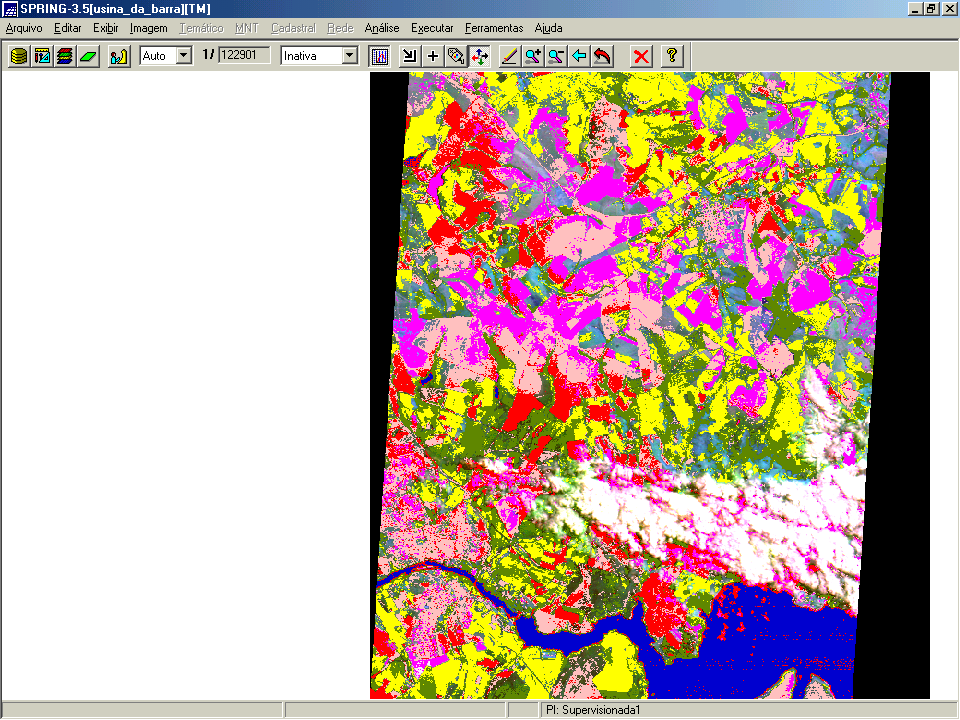 SPRING-3.5[usina_da_barra][TM]
Arquivo Editar Exibir Imagem Temático MNT Cadastral Rede Análise Executar Ferramentas Ajuda
Auto 1/ 122901 Inativa
PI: Supervisionada1